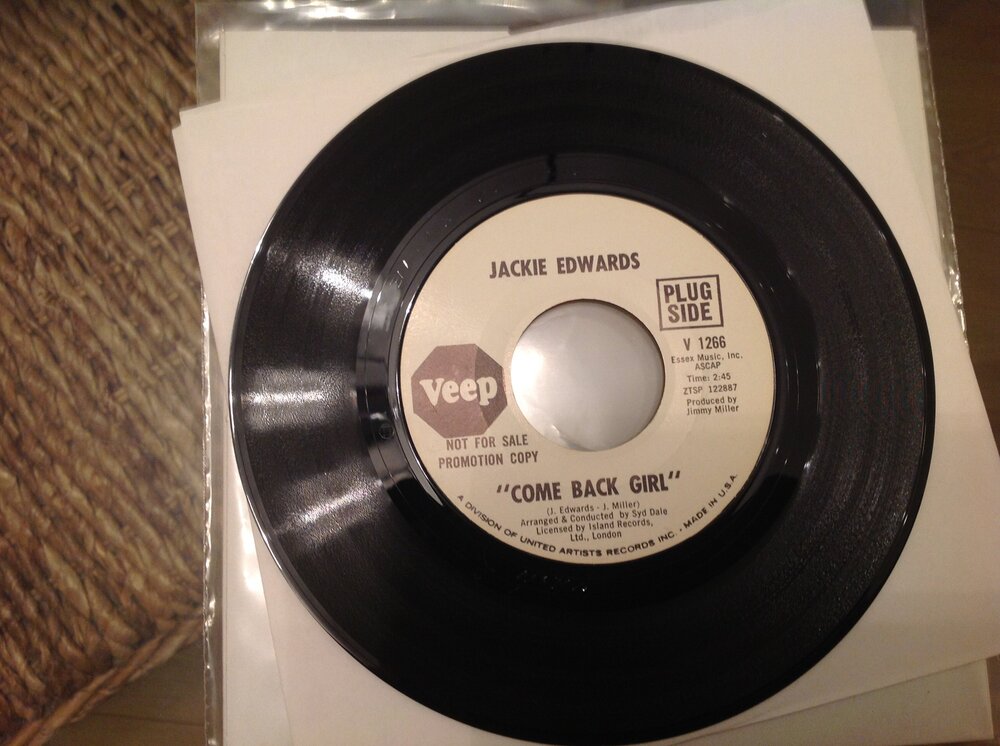 JACKIE EDWARDS
PLUG
SIDE
V 1266
Essex Music, Inc.
ASCAP
Time: 2:45
ZTSP 122887
Produced by
Jimmy Miller
Veep
NOT FOR SALE
PROMOTION COPY
"COME BACK GIRL"
(J. Edwards - J. Miller)
Arranged & Conducted by Syd Dale
Licensed by Island Records,
Ltd., London
A DIVISION OF UNITED ARTISTS RECORDS INC. · MADE IN U.S.A.